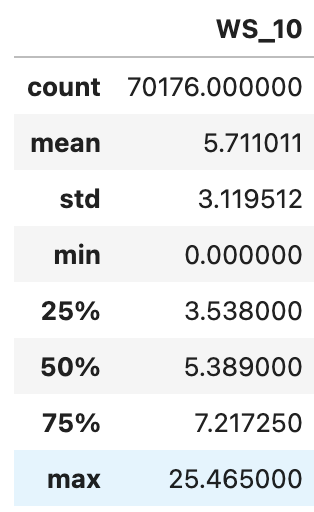 WS_10
count 70176.000000
mean 5.711011
std 3.119512
min 0.000000
25% 3.538000
50% 5.389000
75% 7.217250
max 25.465000